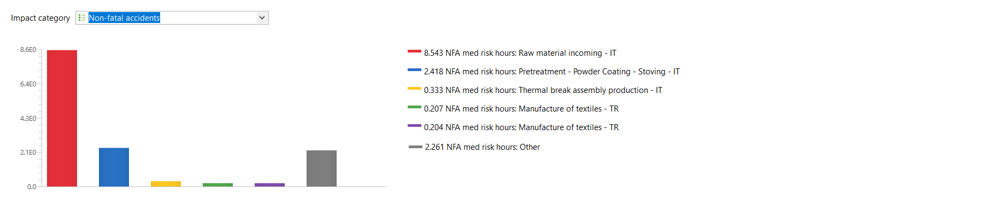 Impact category Non-fatal accidents
8.6E0
6.4E0
4.3E0
2.1E0
0.0
8.543 NFA med risk hours: Raw material incoming - IT
2.418 NFA med risk hours: Pretreatment - Powder Coating - Stoving - IT
0.333 NFA med risk hours: Thermal break assembly production - IT
0.207 NFA med risk hours: Manufacture of textiles - TR
0.204 NFA med risk hours: Manufacture of textiles - TR
2.261 NFA med risk hours: Other